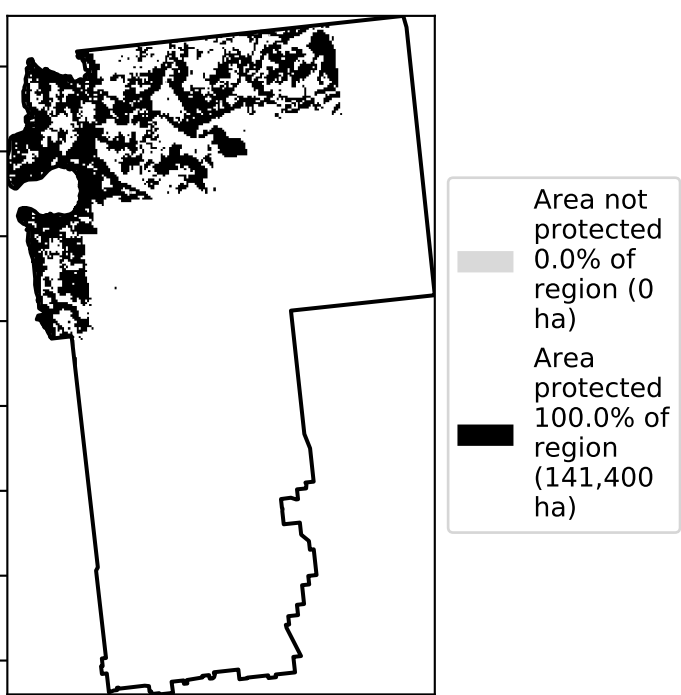 Area not
protected
0.0% of
region (0
ha)
Area
protected
100.0% of
region
(141,400
ha)